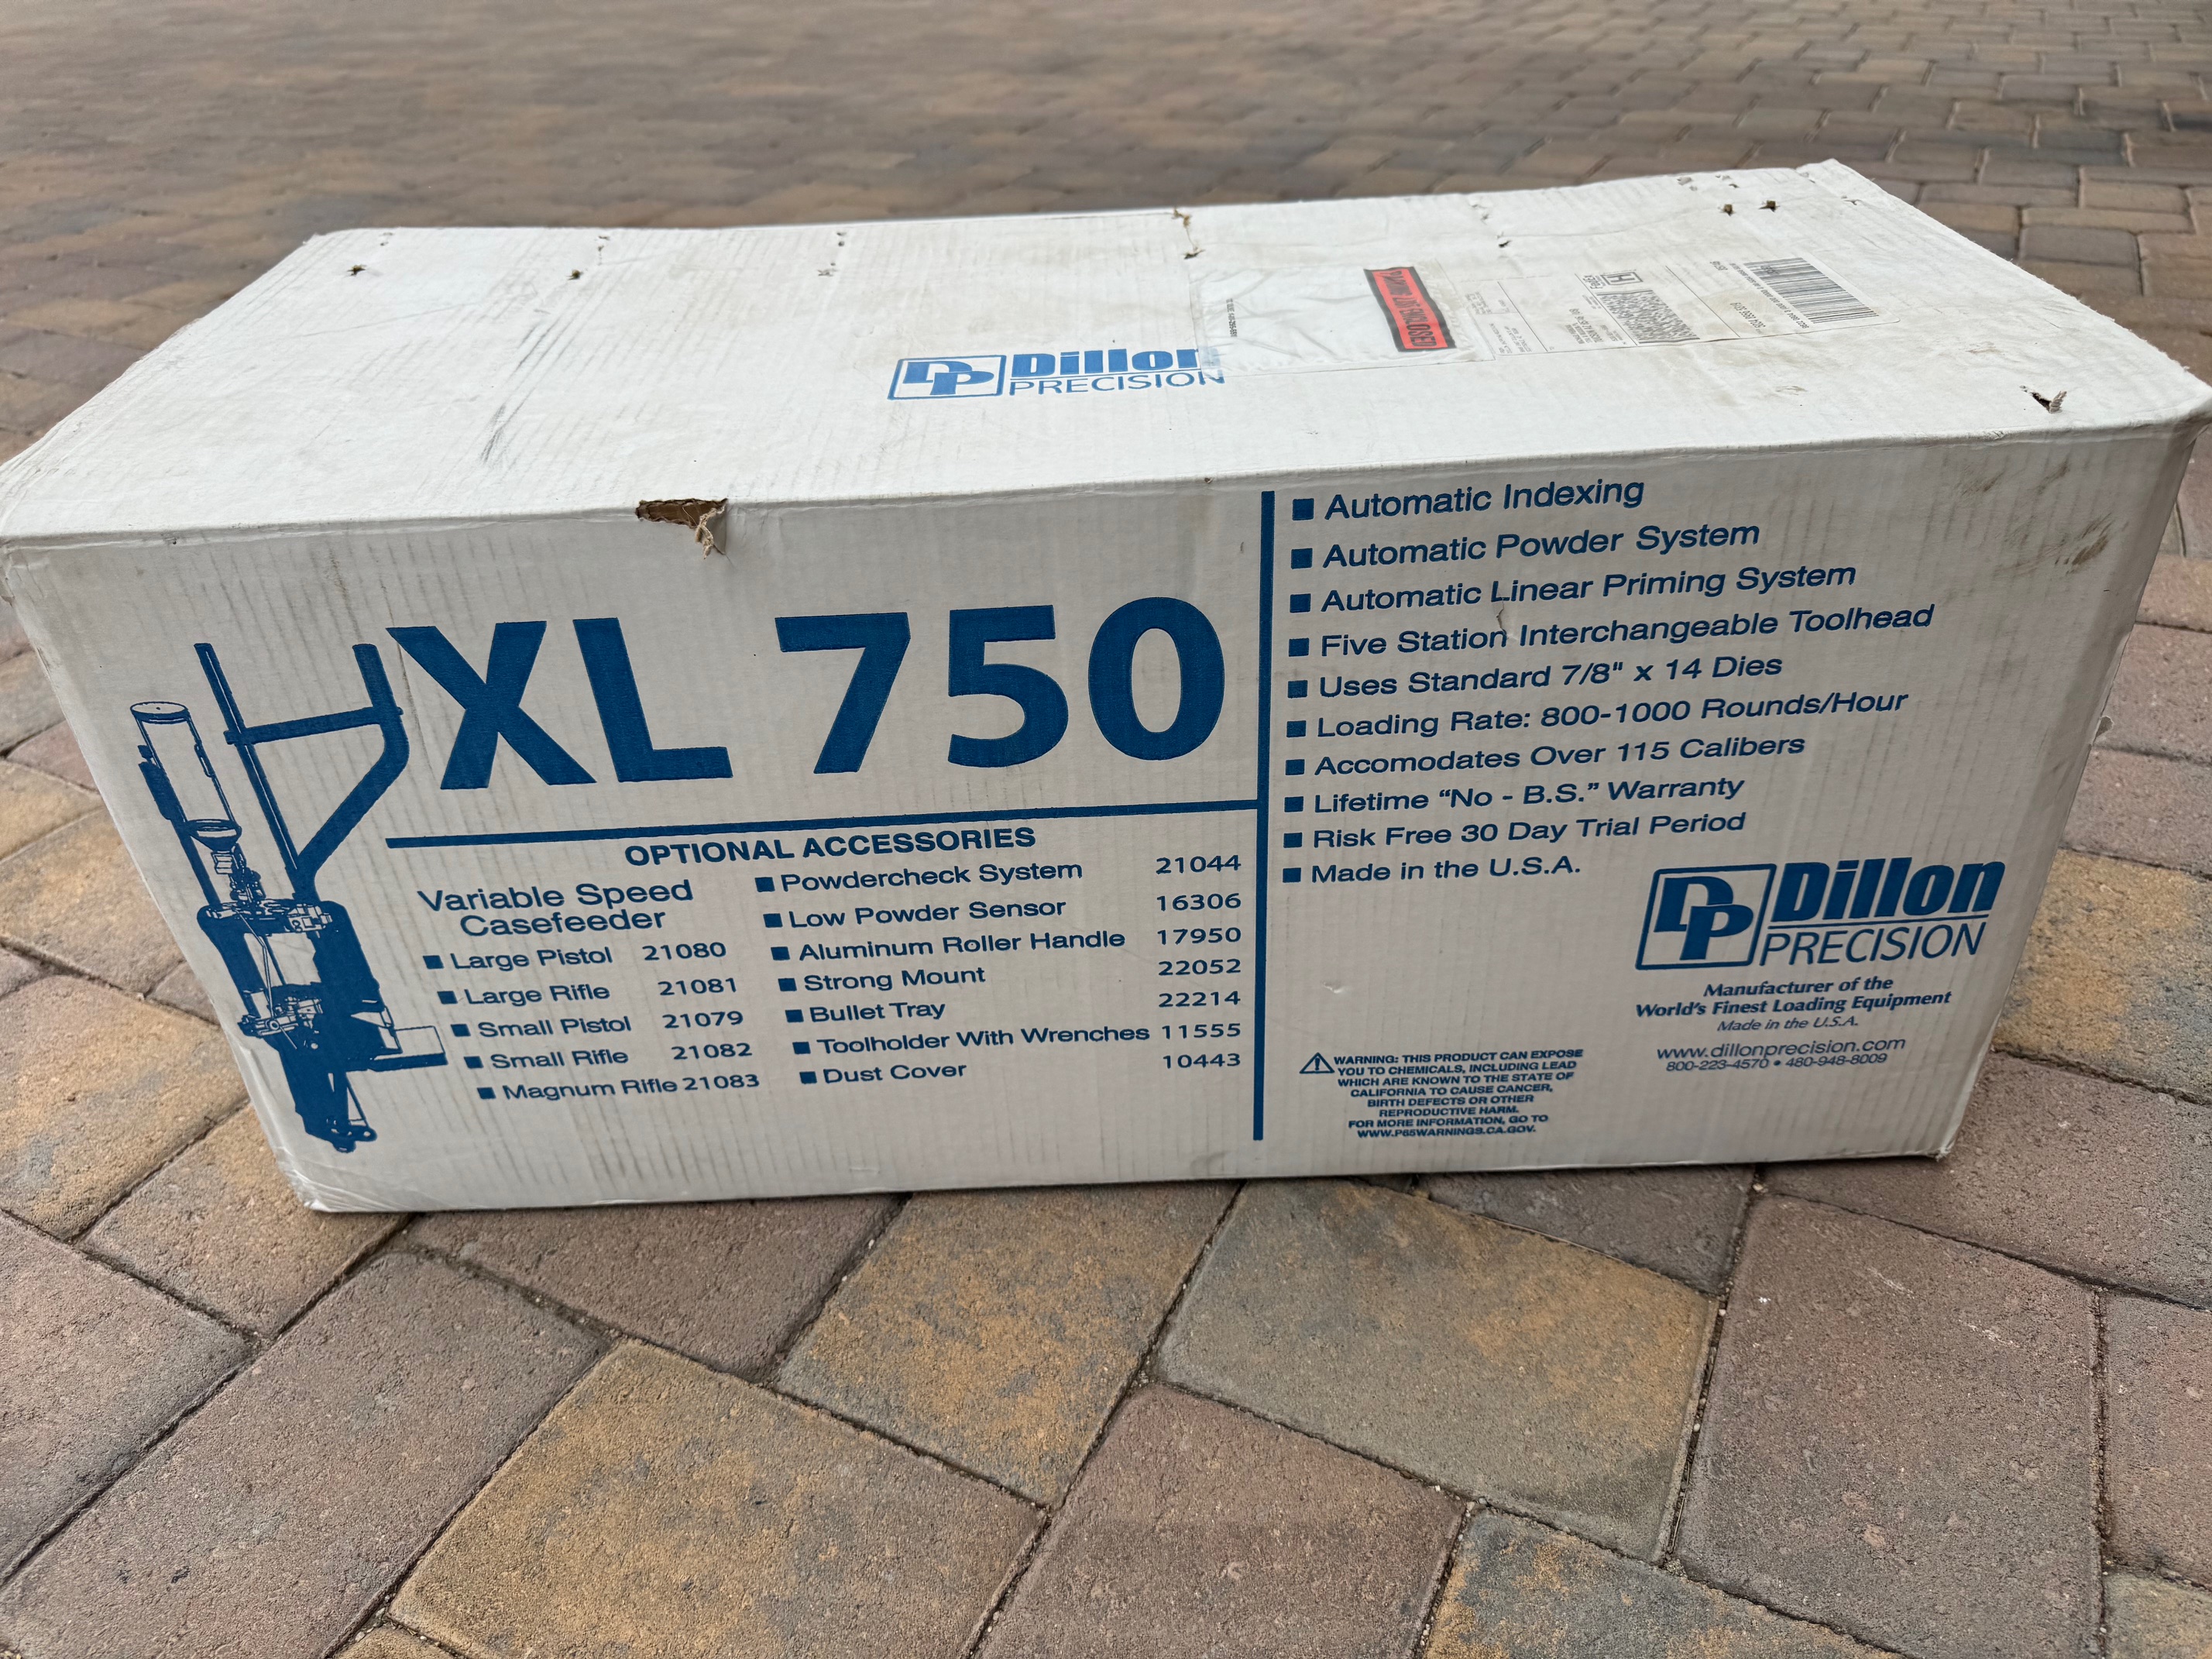 DP Dillon
PRECISION
PACKING LIST ENCLOSED
FedEx
H
XL 750
OPTIONAL ACCESSORIES
Variable Speed
Casefeeder
■ Large Pistol 21080
■ Large Rifle 21081
■ Small Pistol 21079
■ Small Rifle 21082
■ Magnum Rifle 21083
■ Powdercheck System 21044
■ Low Powder Sensor 16306
■ Aluminum Roller Handle 17950
■ Strong Mount 22052
■ Bullet Tray 22214
■ Toolholder With Wrenches 11555
■ Dust Cover 10443
■ Automatic Indexing
■ Automatic Powder System
■ Automatic Linear Priming System
■ Five Station Interchangeable Toolhead
■ Uses Standard 7/8" x 14 Dies
■ Loading Rate: 800-1000 Rounds/Hour
■ Accomodates Over 115 Calibers
■ Lifetime “No - B.S.” Warranty
■ Risk Free 30 Day Trial Period
■ Made in the U.S.A.
DP Dillon
PRECISION
Manufacturer of the
World's Finest Loading Equipment
Made in the U.S.A.
www.dillonprecision.com
800-223-4570 • 480-948-8009
WARNING: THIS PRODUCT CAN EXPOSE
YOU TO CHEMICALS, INCLUDING LEAD
WHICH ARE KNOWN TO THE STATE OF
CALIFORNIA TO CAUSE CANCER,
BIRTH DEFECTS OR OTHER
REPRODUCTIVE HARM.
FOR MORE INFORMATION, GO TO
WWW.P65WARNINGS.CA.GOV.